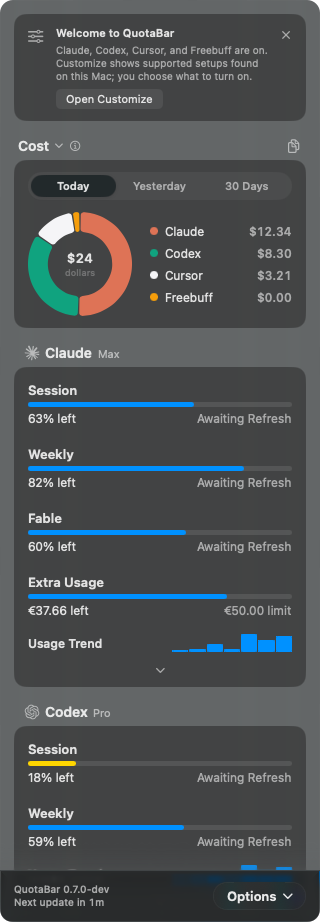 Welcome to QuotaBar
Claude, Codex, Cursor, and Freebuff are on.
Customize shows supported setups found
on this Mac; you choose what to turn on.
Open Customize
Cost
Today
Yesterday
30 Days
$24
dollars
Claude $12.34
Codex $8.30
Cursor $3.21
Freebuff $0.00
Claude Max
Session
63% left Awaiting Refresh
Weekly
82% left Awaiting Refresh
Fable
60% left Awaiting Refresh
Extra Usage
€37.66 left €50.00 limit
Usage Trend
Codex Pro
Session
18% left Awaiting Refresh
Weekly
59% left Awaiting Refresh
QuotaBar 0.7.0-dev
Next update in 1m
Options